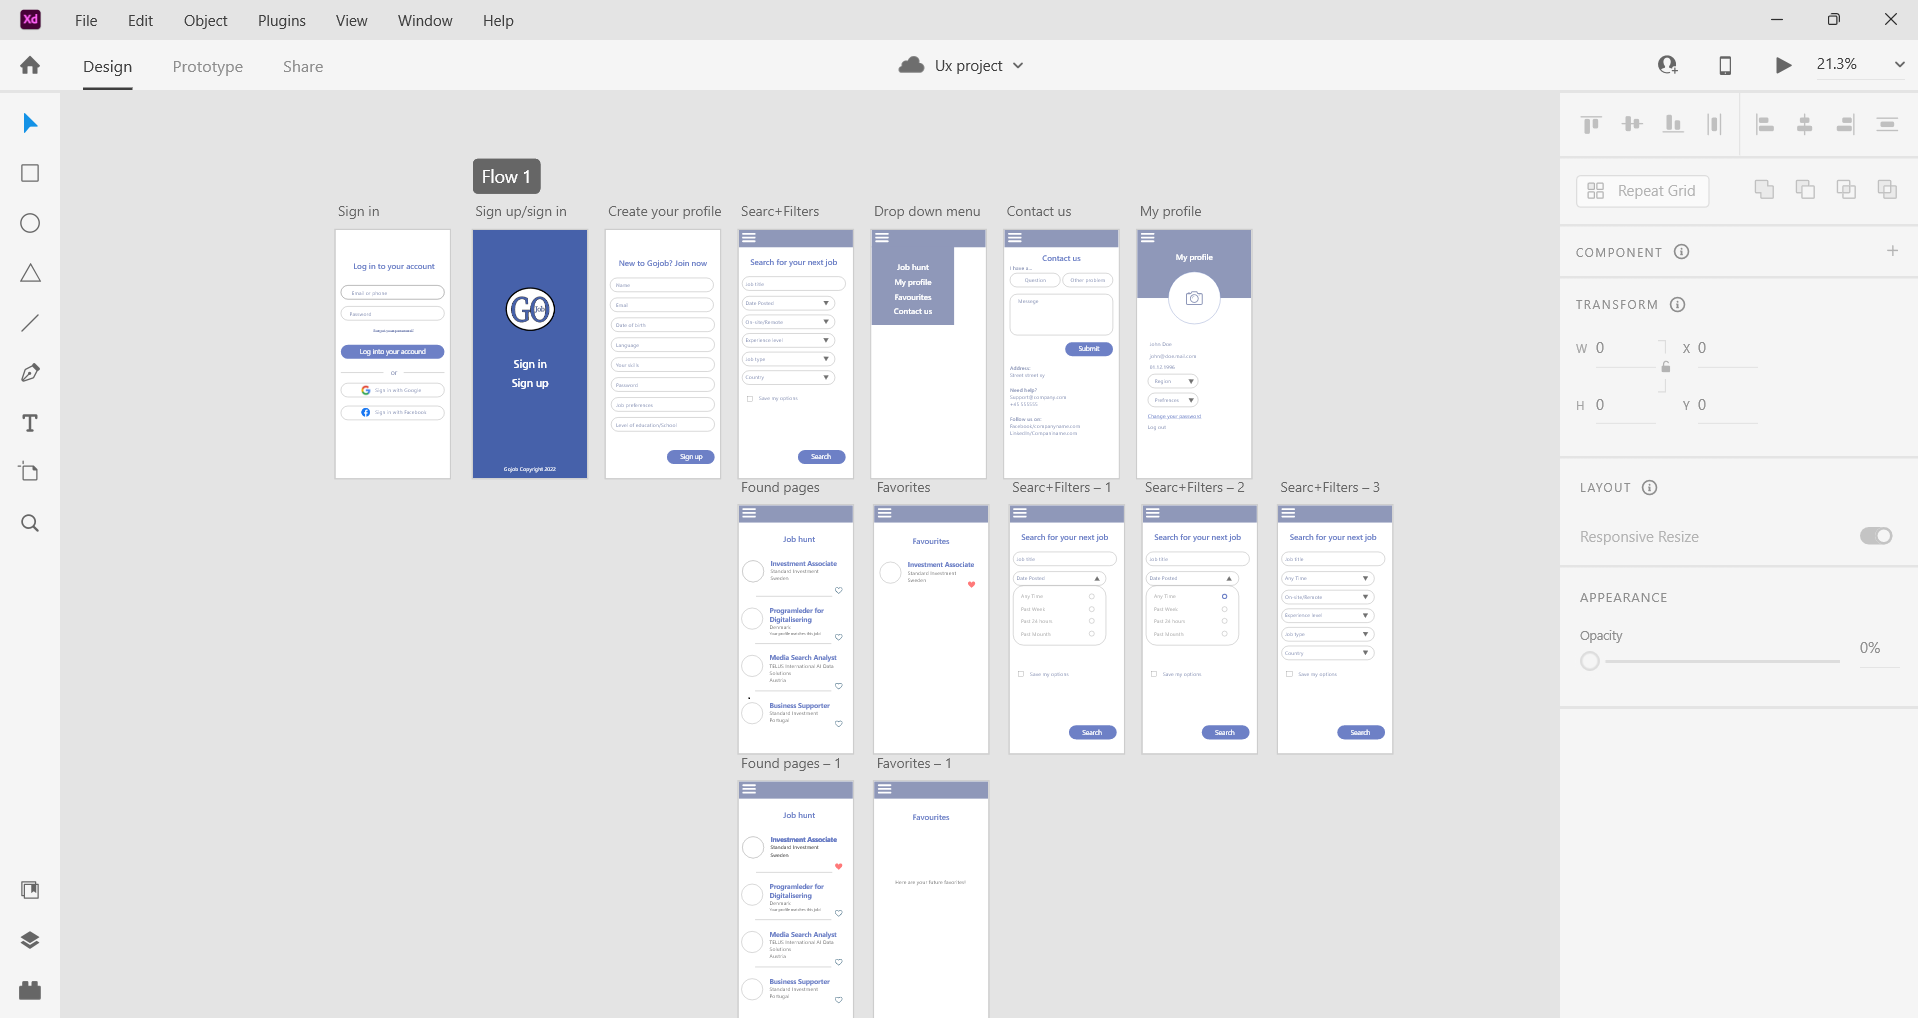 Xd File Edit Object Plugins View Window Help
Design Prototype Share Ux project 21.3%
Flow 1
Sign in
Log in to your account
Email or phone
Password
Log into your accound
or
Sign in with Google
Sign in with Facebook
Sign up/sign in
GO
Job
Sign in
Sign up
Gojob Copyright 2022
Create your profile
New to Gojob? Join now
Name
Email
Date of birth
Language
Your skills
Password
Job preferences
Level of education/School
Sign up
Searc+Filters
Search for your next job
Job title
Date Posted
On-site/Remote
Experience level
Job type
Country
Save my options
Search
Drop down menu
Job hunt
My profile
Favourites
Contact us
Contact us
Contact us
I have a...
Question Other problem
Message
Submit
Address:
Street street xy
Need help?
Support@company.com
+45 555555
Follow us on:
Facebook/companyname.com
My profile
My profile
John Doe
01.12.1996
Region
Change your password
Log out
Found pages
Job hunt
Investment Associate
Standard Investment
Sweden
Programleder for
Digitalisering
Denmark
Media Search Analyst
TELUS International AI Data
Solutions
Austria
Business Supporter
Standard Investment
Portugal
Favorites
Favourites
Investment Associate
Standard Investment
Sweden
Searc+Filters – 1
Search for your next job
Job title
Date Posted
Any Time
Past Week
Past 24 hours
Past Mounth
Save my options
Search
Searc+Filters – 2
Search for your next job
Job title
Date Posted
Any Time
Past Week
Past 24 hours
Past Mounth
Save my options
Search
Searc+Filters – 3
Search for your next job
Job title
Any Time
On-site/Remote
Experience level
Job type
Country
Save my options
Search
Found pages – 1
Job hunt
Investment Associate
Standard Investment
Sweden
Programleder for
Digitalisering
Denmark
Media Search Analyst
TELUS International AI Data
Solutions
Austria
Business Supporter
Standard Investment
Portugal
Favorites – 1
Favourites
Here are your future favorites!
Repeat Grid
COMPONENT
TRANSFORM
W 0 X 0
H 0 Y 0
LAYOUT
Responsive Resize
APPEARANCE
Opacity
0%